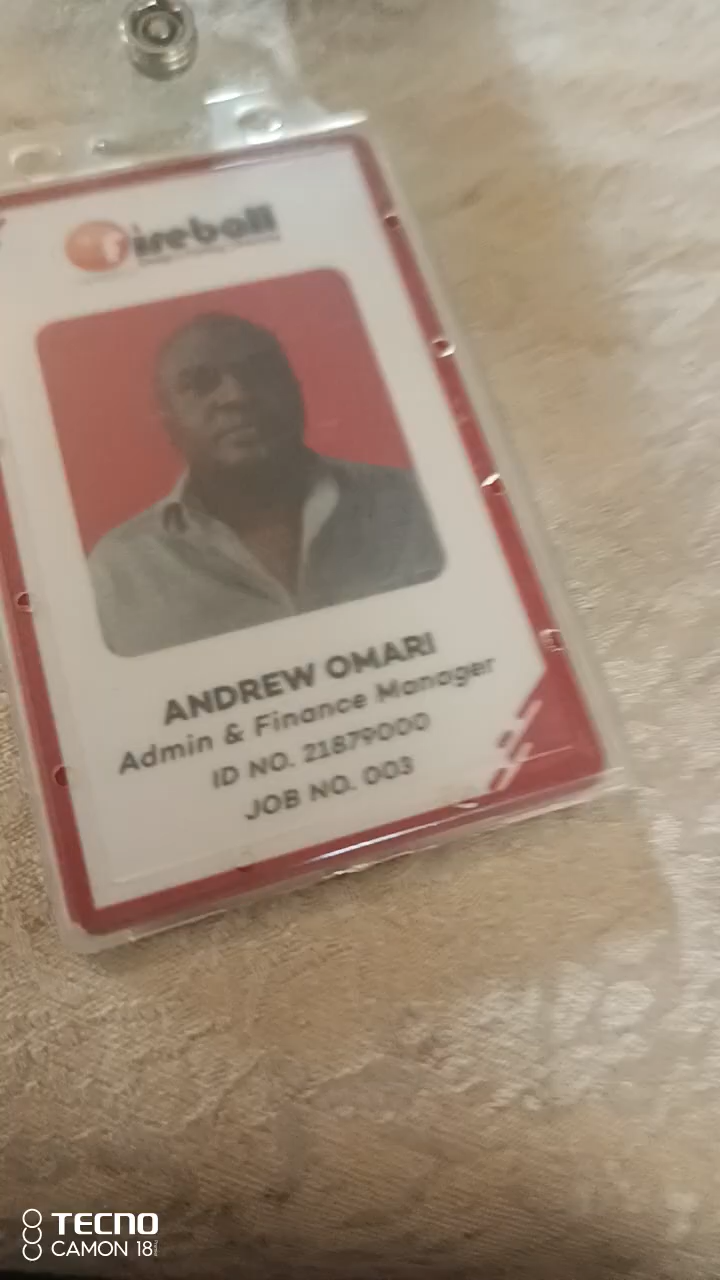 fireball
ANDREW OMARI
Admin & Finance Manager
ID NO. 21879000
JOB NO. 003
TECNO
CAMON 18